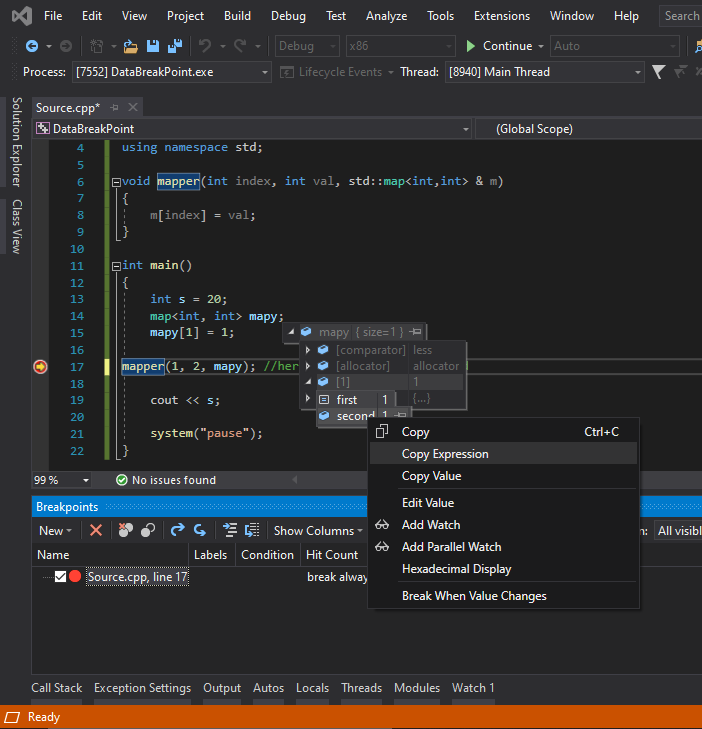 File Edit View Project Build Debug Test Analyze Tools Extensions Window Help Search
Debug x86 Continue Auto
Process: [7552] DataBreakPoint.exe Lifecycle Events Thread: [8940] Main Thread
Solution Explorer
Class View
Source.cpp*
DataBreakPoint (Global Scope)
4 using namespace std;
5
6 void mapper(int index, int val, std::map<int,int> & m)
7 {
8 m[index] = val;
9 }
10
11 int main()
12 {
13 int s = 20;
14 map<int, int> mapy;
15 mapy[1] = 1;
16
17 mapper(1, 2, mapy); //her
18
19 cout << s;
20
21 system("pause");
22 }
mapy { size=1 }
[comparator] less
[allocator] allocator
[1] 1
first 1 {...}
second 1
Copy Ctrl+C
Copy Expression
Copy Value
Edit Value
Add Watch
Add Parallel Watch
Hexadecimal Display
Break When Value Changes
99 % No issues found
Breakpoints
New Show Columns All visibl
Name Labels Condition Hit Count
Source.cpp, line 17 break alway
Call Stack Exception Settings Output Autos Locals Threads Modules Watch 1
Ready